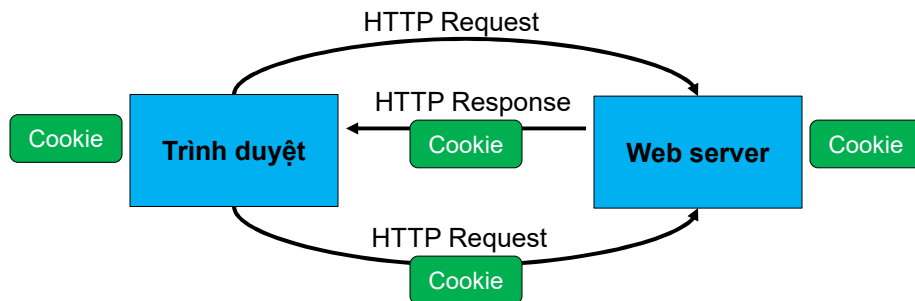 HTTP Request
HTTP Response
Cookie
Trình duyệt
Cookie
Web server
Cookie
HTTP Request
Cookie